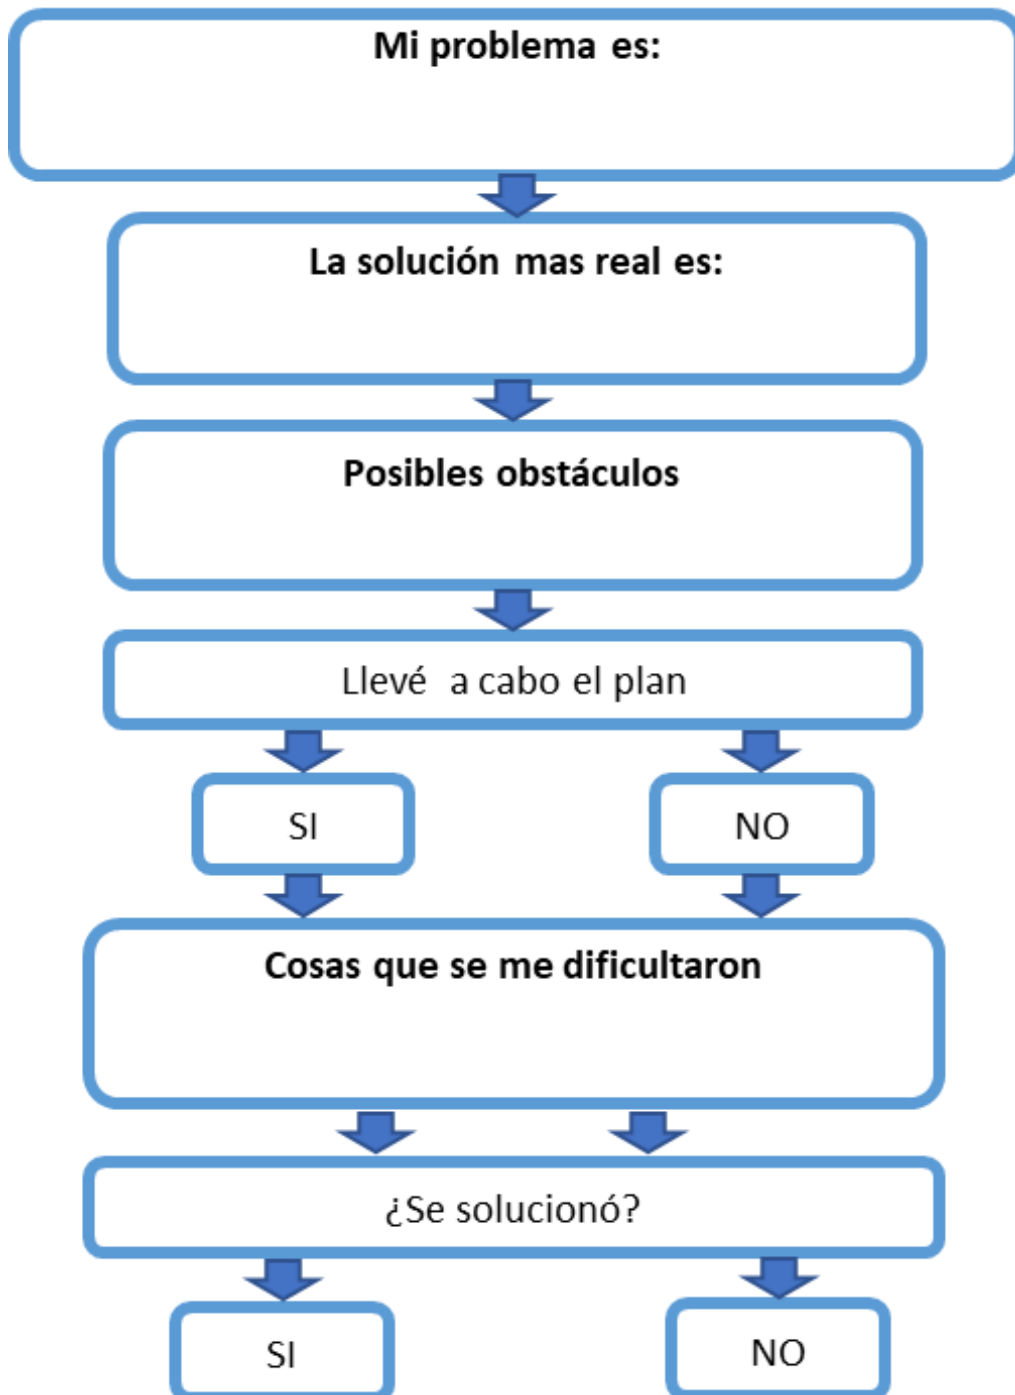 Mi problema es:
La solución mas real es:
Posibles obstáculos
Llevé a cabo el plan
SI
NO
Cosas que se me dificultaron
¿Se solucionó?
SI
NO